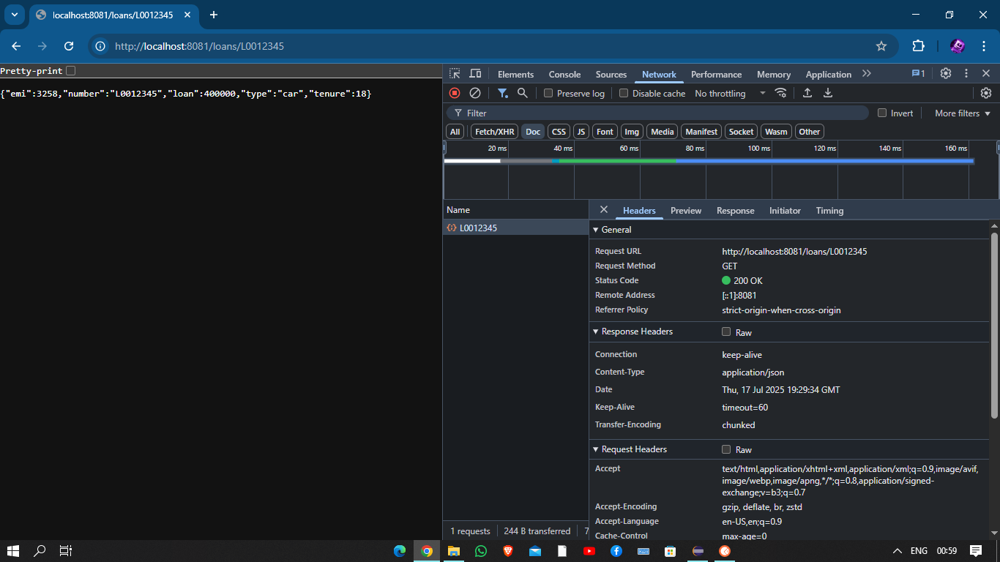 localhost:8081/loans/L0012345
http://localhost:8081/loans/L0012345
Pretty-print
{"emi":3258,"number":"L0012345","loan":400000,"type":"car","tenure":18}
Elements Console Sources Network Performance Memory Application 1
Preserve log Disable cache No throttling
Filter Invert More filters
All Fetch/XHR Doc CSS JS Font Img Media Manifest Socket Wasm Other
20 ms 40 ms 60 ms 80 ms 100 ms 120 ms 140 ms 160 ms
Name
L0012345
Headers Preview Response Initiator Timing
General
Request URL http://localhost:8081/loans/L0012345
Request Method GET
Status Code 200 OK
Remote Address [::1]:8081
Referrer Policy strict-origin-when-cross-origin
Response Headers Raw
Connection keep-alive
Content-Type application/json
Date Thu, 17 Jul 2025 19:29:34 GMT
Keep-Alive timeout=60
Transfer-Encoding chunked
Request Headers Raw
Accept text/html,application/xhtml+xml,application/xml;q=0.9,image/avif,
image/webp,image/apng,*/*;q=0.8,application/signed-
exchange;v=b3;q=0.7
Accept-Encoding gzip, deflate, br, zstd
Accept-Language en-US,en;q=0.9
Cache-Control max-age=0
1 requests 244 B transferred 7
ENG 00:59